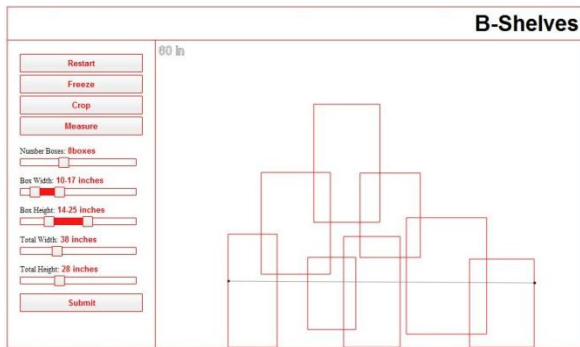 B-Shelves
60 in
Restart
Freeze
Crop
Measure
Number Boxes: 8boxes
Box Width: 10-17 inches
Box Height: 14-25 inches
Total Width: 38 inches
Total Height: 28 inches
Submit